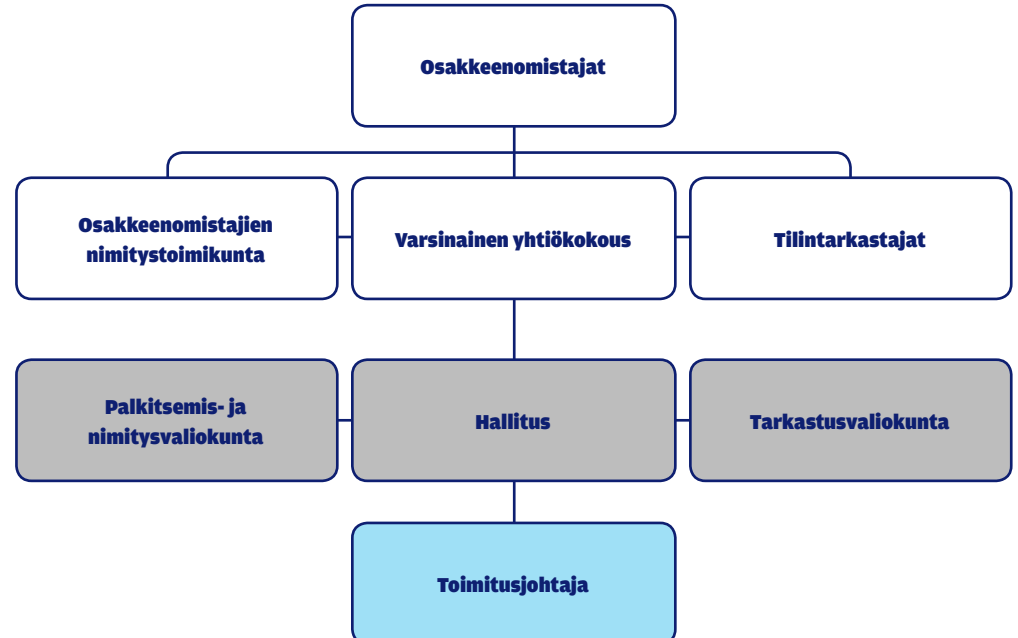 Osakkeenomistajat
Osakkeenomistajien
nimitystoimikunta
Varsinainen yhtiökokous
Tilintarkastajat
Palkitsemis- ja
nimitysvaliokunta
Hallitus
Tarkastusvaliokunta
Toimitusjohtaja